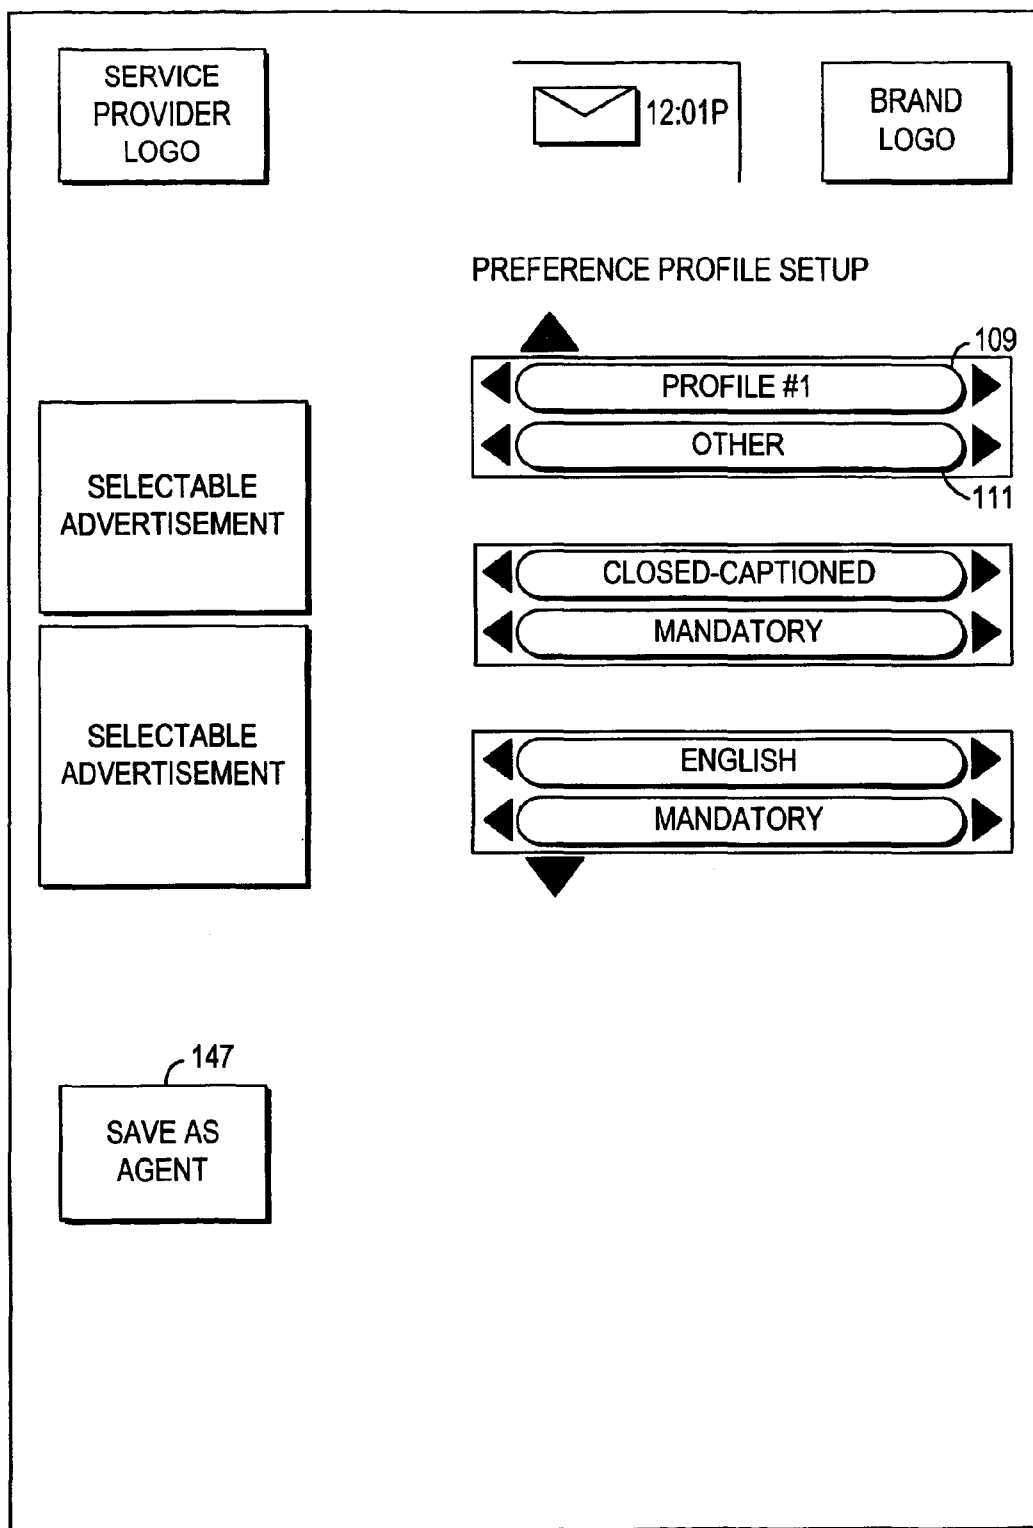 SERVICE
PROVIDER
LOGO
12:01P
BRAND
LOGO
PREFERENCE PROFILE SETUP
109
PROFILE #1
OTHER
111
SELECTABLE
ADVERTISEMENT
CLOSED-CAPTIONED
MANDATORY
SELECTABLE
ADVERTISEMENT
ENGLISH
MANDATORY
147
SAVE AS
AGENT